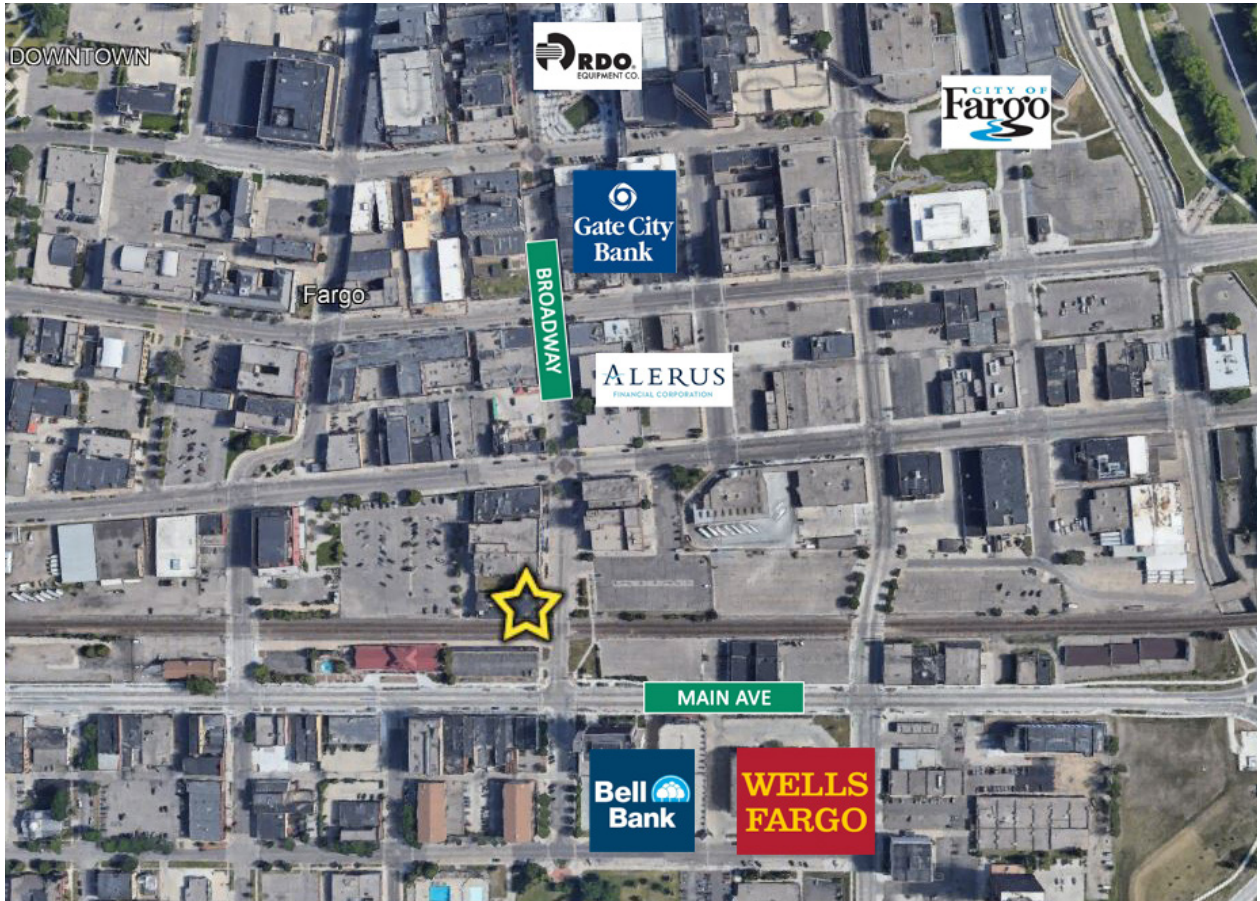 DOWNTOWN
RDO.
EQUIPMENT CO.
CITY OF
Fargo
Gate City
Bank
BROADWAY
Fargo
ALERUS
FINANCIAL CORPORATION
MAIN AVE
Bell
Bank
WELLS
FARGO